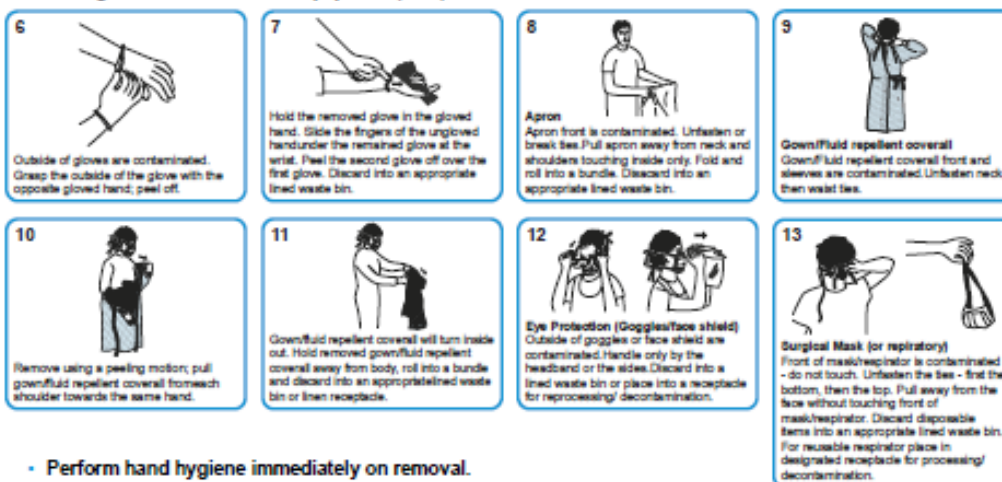 6
Outside of gloves are contaminated.
Grasp the outside of the glove with the
opposite gloved hand; peel off.
7
Hold the removed glove in the gloved
hand. Slide the fingers of the ungloved
handunder the remained glove at the
wrist. Peel the second glove off over the
first glove. Discard into an appropriate
lined waste bin.
8
Apron
Apron front is contaminated. Unfasten or
break ties.Pull apron away from neck and
shoulders touching inside only. Fold and
roll into a bundle. Disacard into an
appropriate lined waste bin.
9
Gown/Fluid repellent coverall
Gown/Fluid repellent coverall front and
sleeves are contaminated.Unfasten neck
then waist ties.
10
Remove using a peeling motion; pull
gown/fluid repellent coverall fromeach
shoulder towards the same hand.
11
Gown/fluid repellent coverall will turn inside
out. Hold removed gown/fluid repellent
coverall away from body, roll into a bundle
and discard into an appropriatelined waste
bin or linen receptacle.
12
Eye Protection (Goggles/face shield)
Outside of goggles or face shield are
contaminated.Handle only by the
headband or the sides.Discard into a
lined waste bin or place into a receptacle
for reprocessing/ decontamination.
13
Surgical Mask (or repiratory)
Front of mask/respirator is contaminated
- do not touch. Unfasten the ties - first the
bottom, then the top. Pull away from the
face without touching front of
mask/respirator. Discard disposable
items into an appropriate lined waste bin.
For reusable respirator place in
designated receptacle for processing/
decontamination.
• Perform hand hygiene immediately on removal.